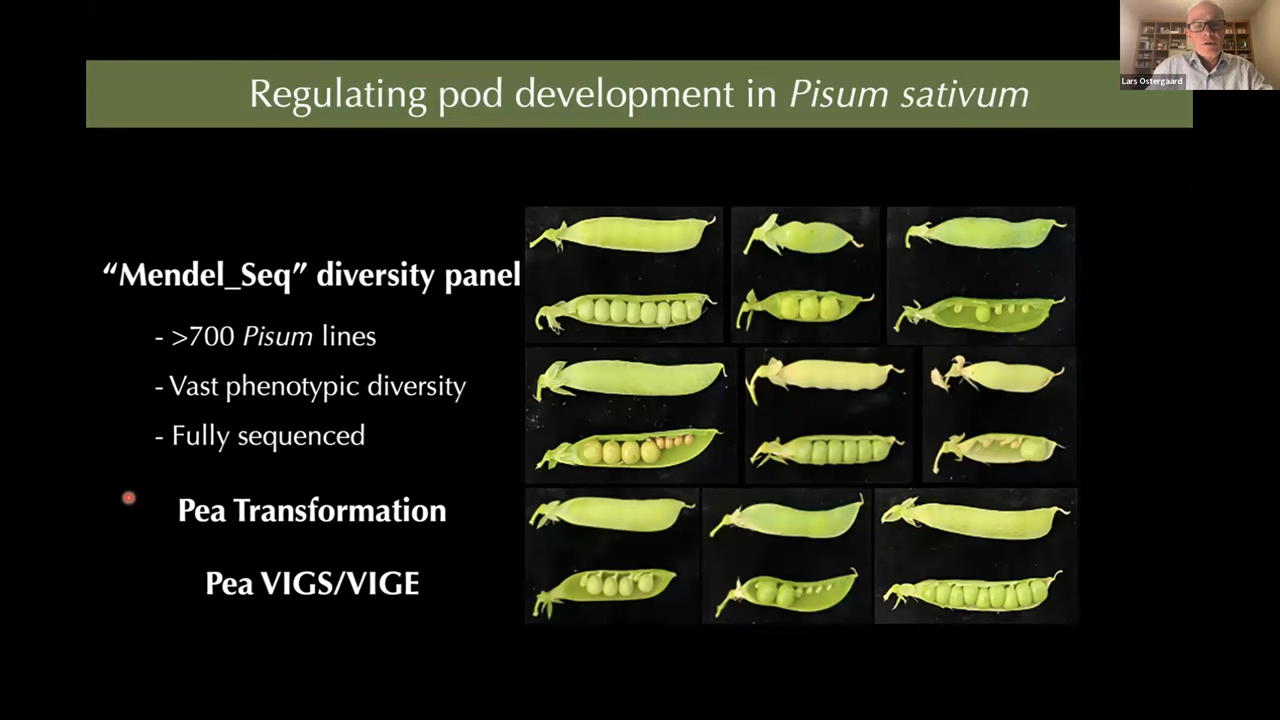 Lars Ostergaard
Regulating pod development in Pisum sativum
“Mendel_Seq” diversity panel
- >700 Pisum lines
- Vast phenotypic diversity
- Fully sequenced
Pea Transformation
Pea VIGS/VIGE